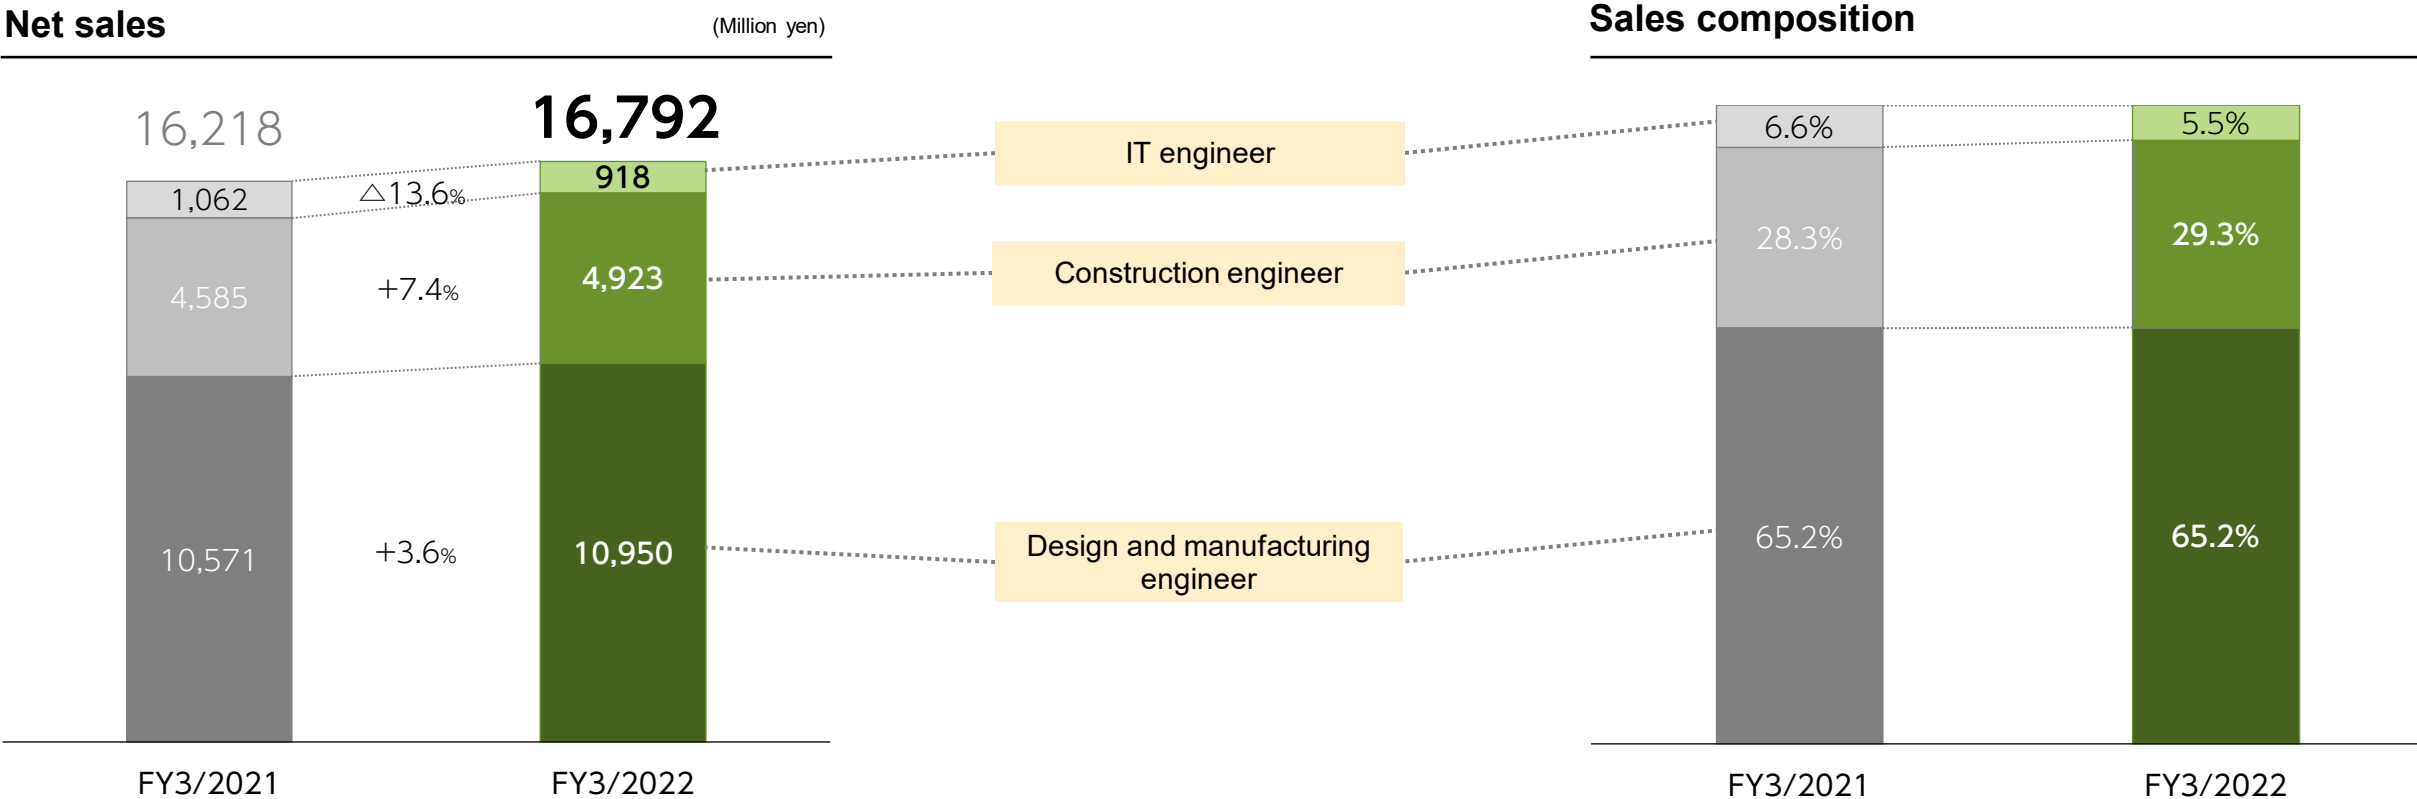 Net sales
(Million yen)
16,218
16,792
1,062
△13.6%
918
4,585
+7.4%
4,923
10,571
+3.6%
10,950
FY3/2021
FY3/2022
IT engineer
Construction engineer
Design and manufacturing
engineer
Sales composition
6.6%
5.5%
28.3%
29.3%
65.2%
65.2%
FY3/2021
FY3/2022